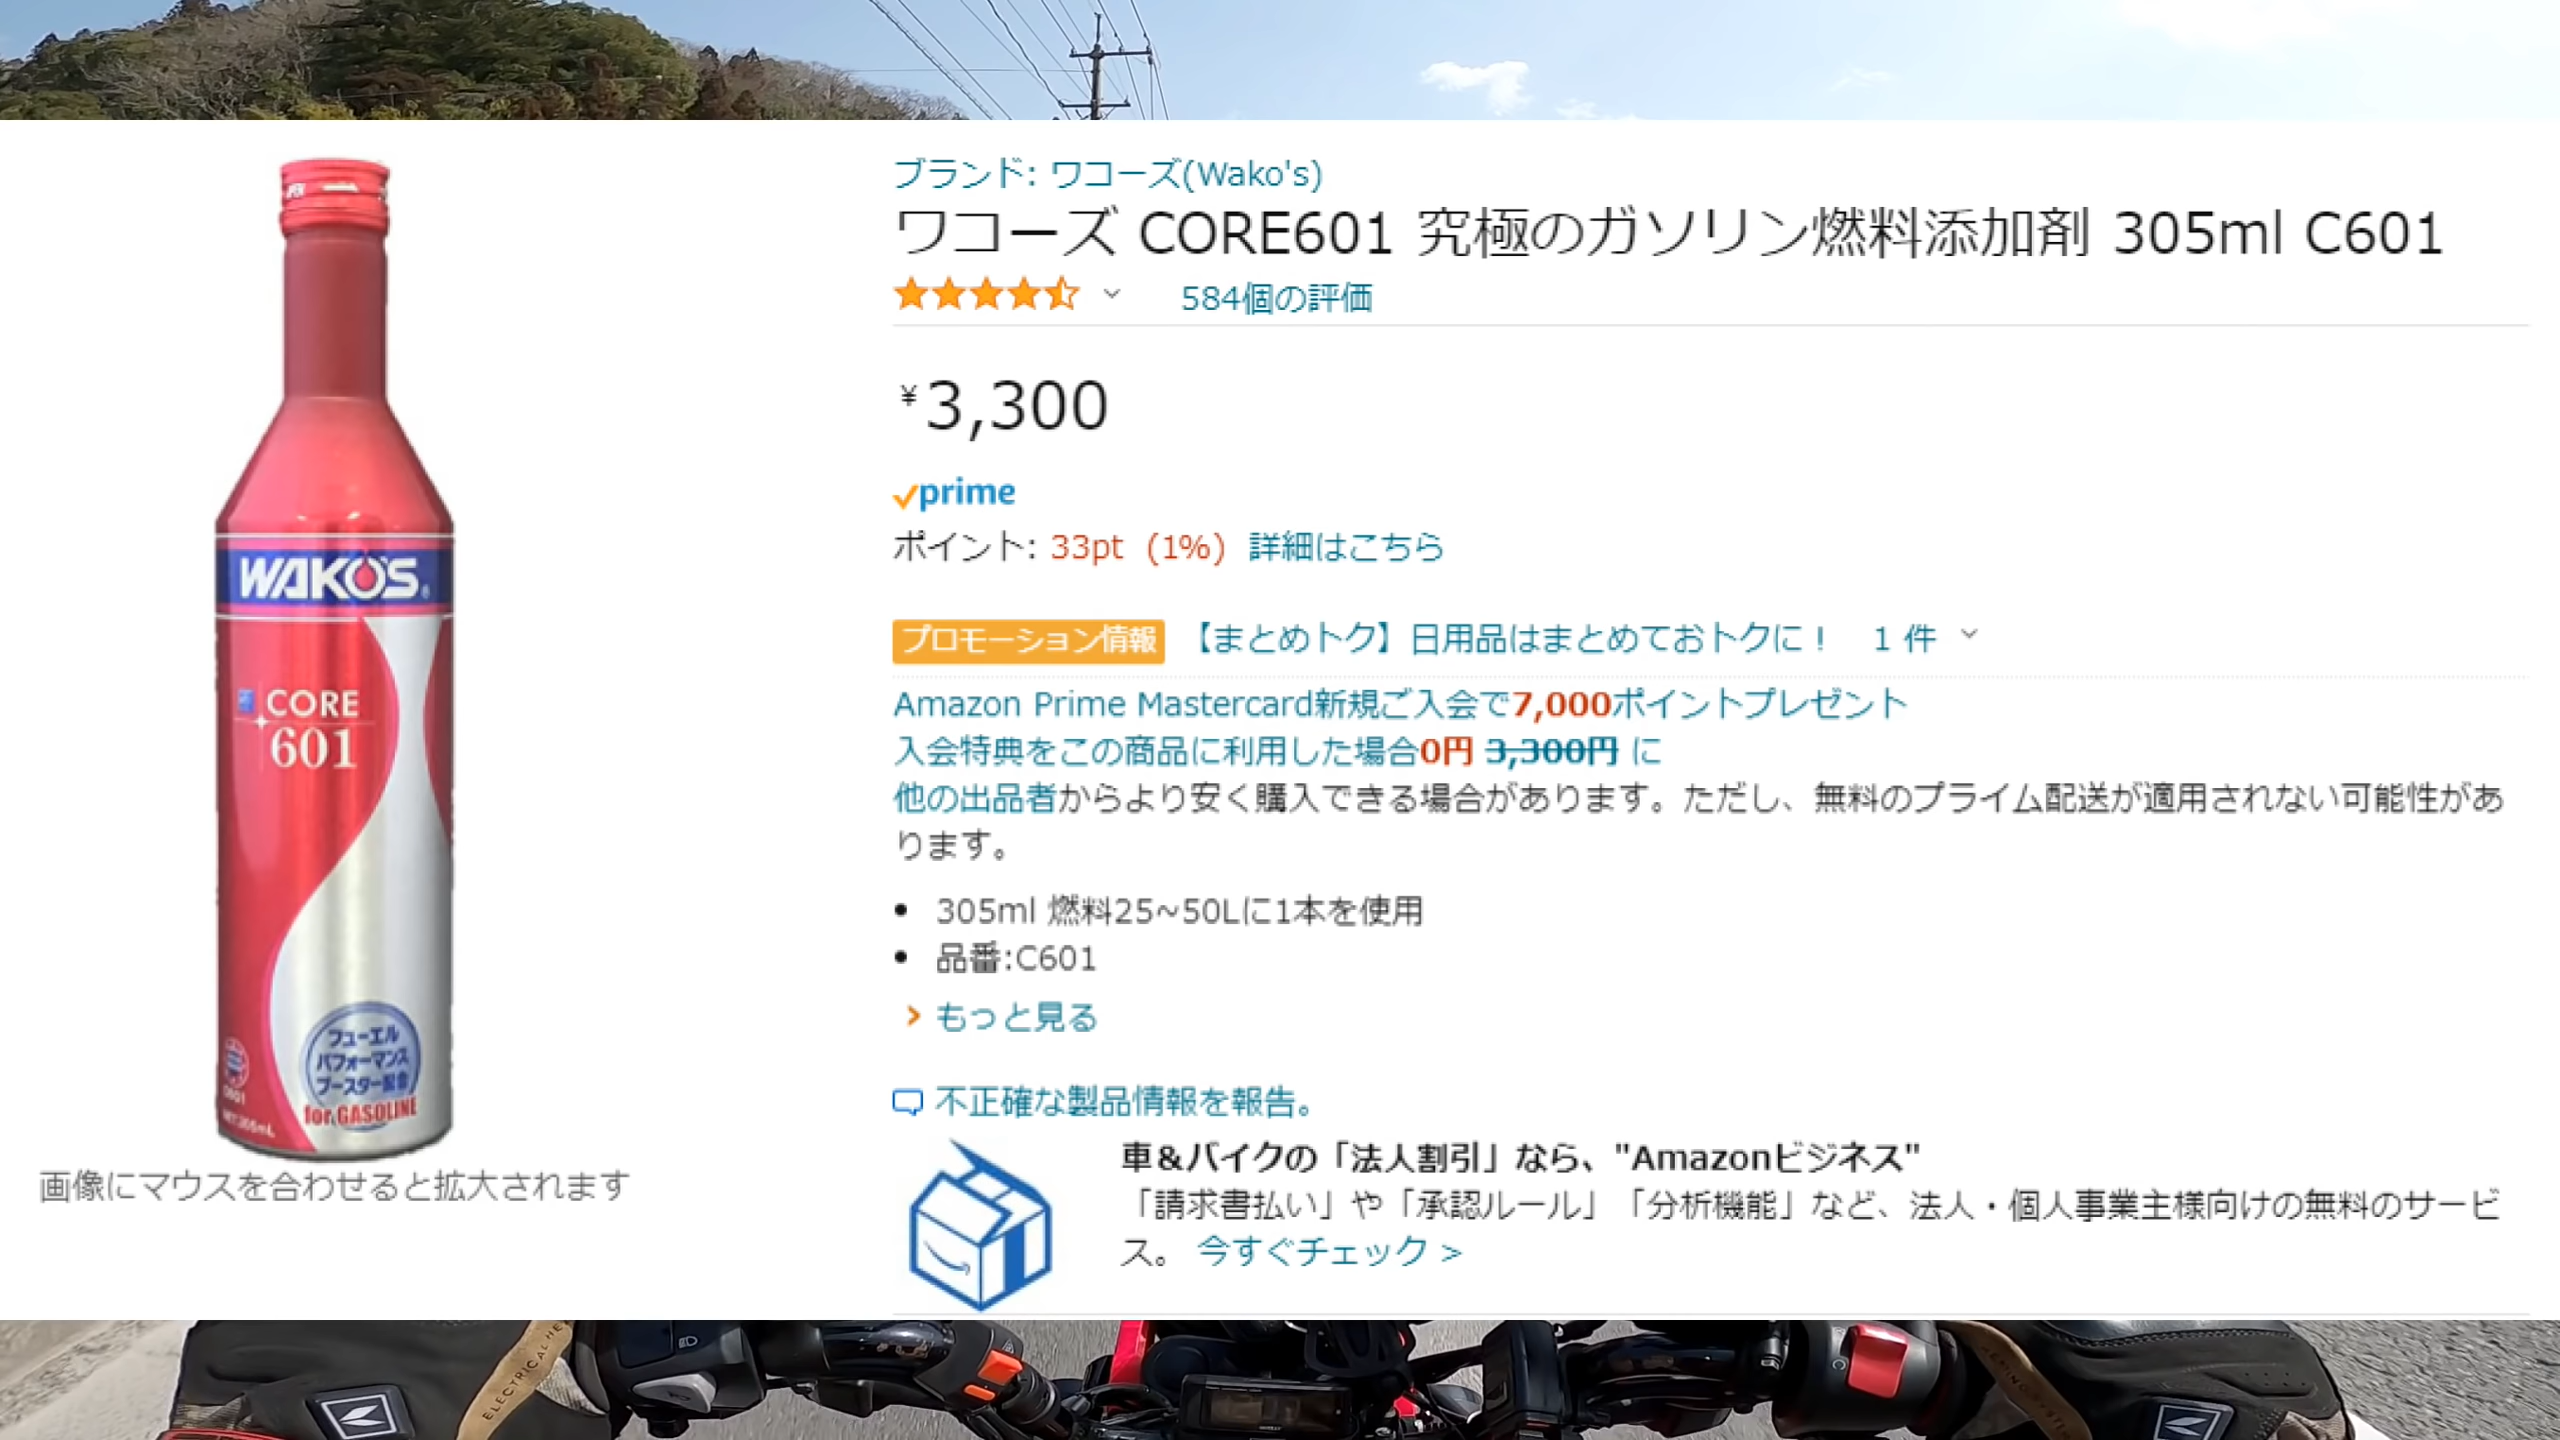 ブランド: ワコーズ(Wako's)
ワコーズ CORE601 究極のガソリン燃料添加剤 305ml C601
584個の評価
¥3,300
prime
ポイント: 33pt (1%) 詳細はこちら
プロモーション情報 【まとめトク】日用品はまとめておトクに！ 1 件
Amazon Prime Mastercard新規ご入会で7,000ポイントプレゼント
入会特典をこの商品に利用した場合0円 3,300円 に
他の出品者からより安く購入できる場合があります。ただし、無料のプライム配送が適用されない可能性があ
ります。
• 305ml 燃料25~50Lに1本を使用
• 品番:C601
› もっと見る
不正確な製品情報を報告。
車&バイクの「法人割引」なら、"Amazonビジネス"
「請求書払い」や「承認ルール」「分析機能」など、法人・個人事業主様向けの無料のサービ
ス。 今すぐチェック >
WAKO'S
CORE
601
フューエル
パフォーマンス
ブースター配合
for GASOLINE
画像にマウスを合わせると拡大されます